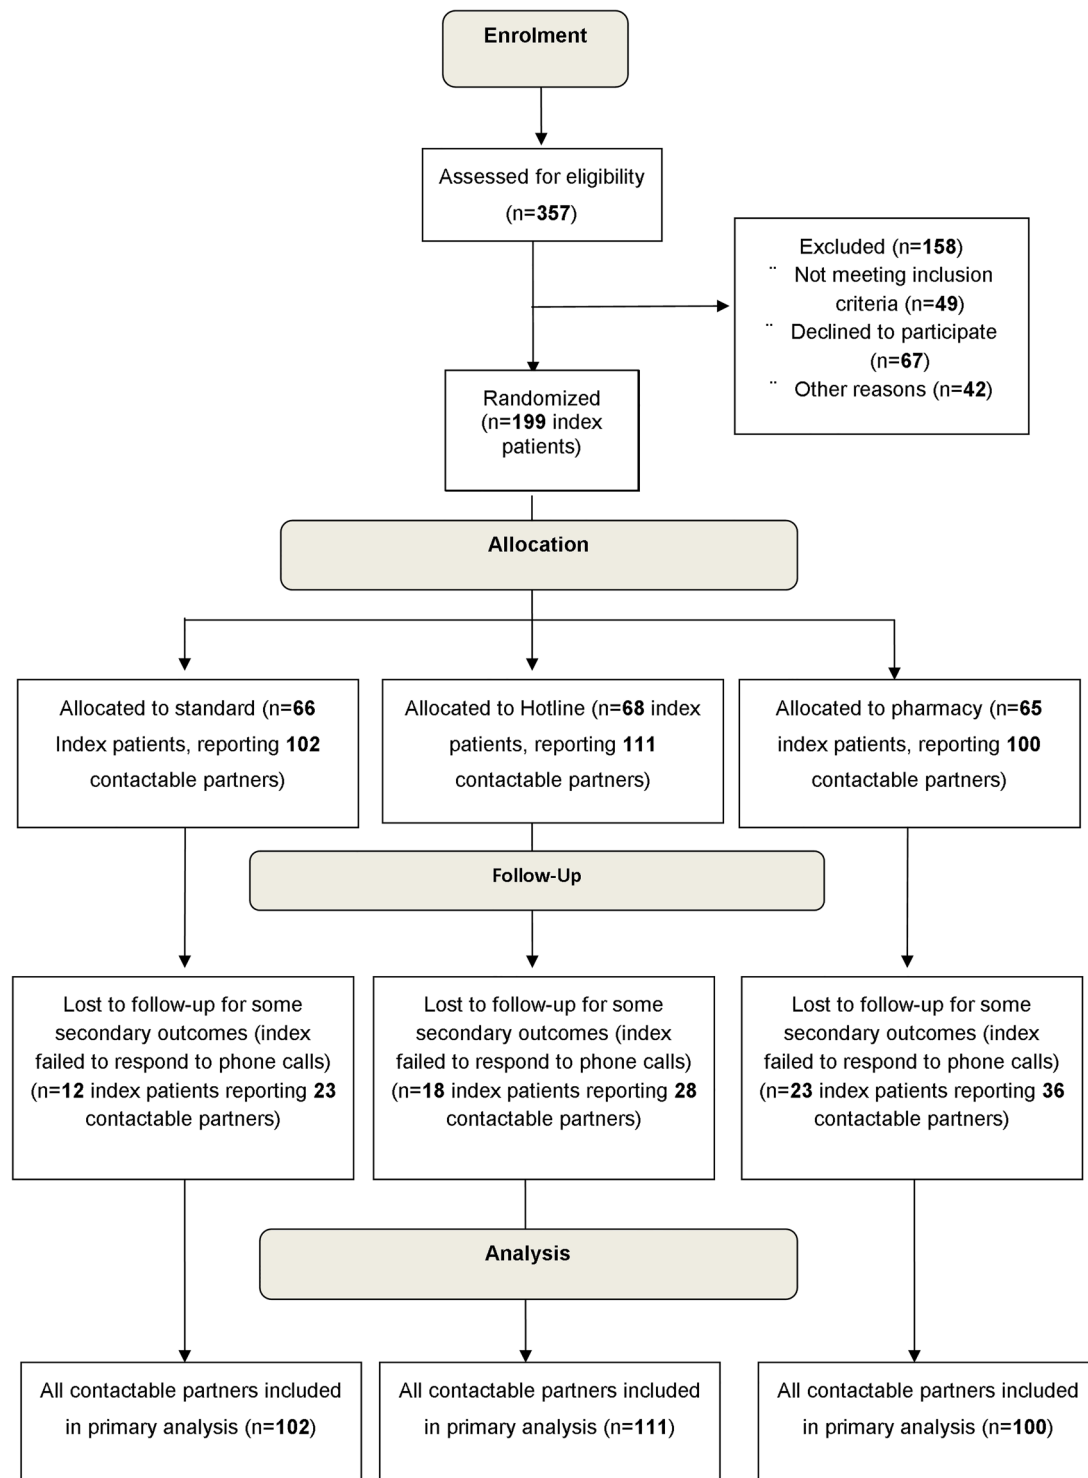 Enrolment
Assessed for eligibility
(n=357)
Excluded (n=158)
¨ Not meeting inclusion
criteria (n=49)
¨ Declined to participate
(n=67)
¨ Other reasons (n=42)
Randomized
(n=199 index
patients)
Allocation
Allocated to standard (n=66
Index patients, reporting 102
contactable partners)
Allocated to Hotline (n=68 index
patients, reporting 111
contactable partners)
Allocated to pharmacy (n=65
index patients, reporting 100
contactable partners)
Follow-Up
Lost to follow-up for some
secondary outcomes (index
failed to respond to phone calls)
(n=12 index patients reporting 23
contactable partners)
Lost to follow-up for some
secondary outcomes (index
failed to respond to phone calls)
(n=18 index patients reporting 28
contactable partners)
Lost to follow-up for some
secondary outcomes (index
failed to respond to phone calls)
(n=23 index patients reporting 36
contactable partners)
Analysis
All contactable partners included
in primary analysis (n=102)
All contactable partners included
in primary analysis (n=111)
All contactable partners included
in primary analysis (n=100)